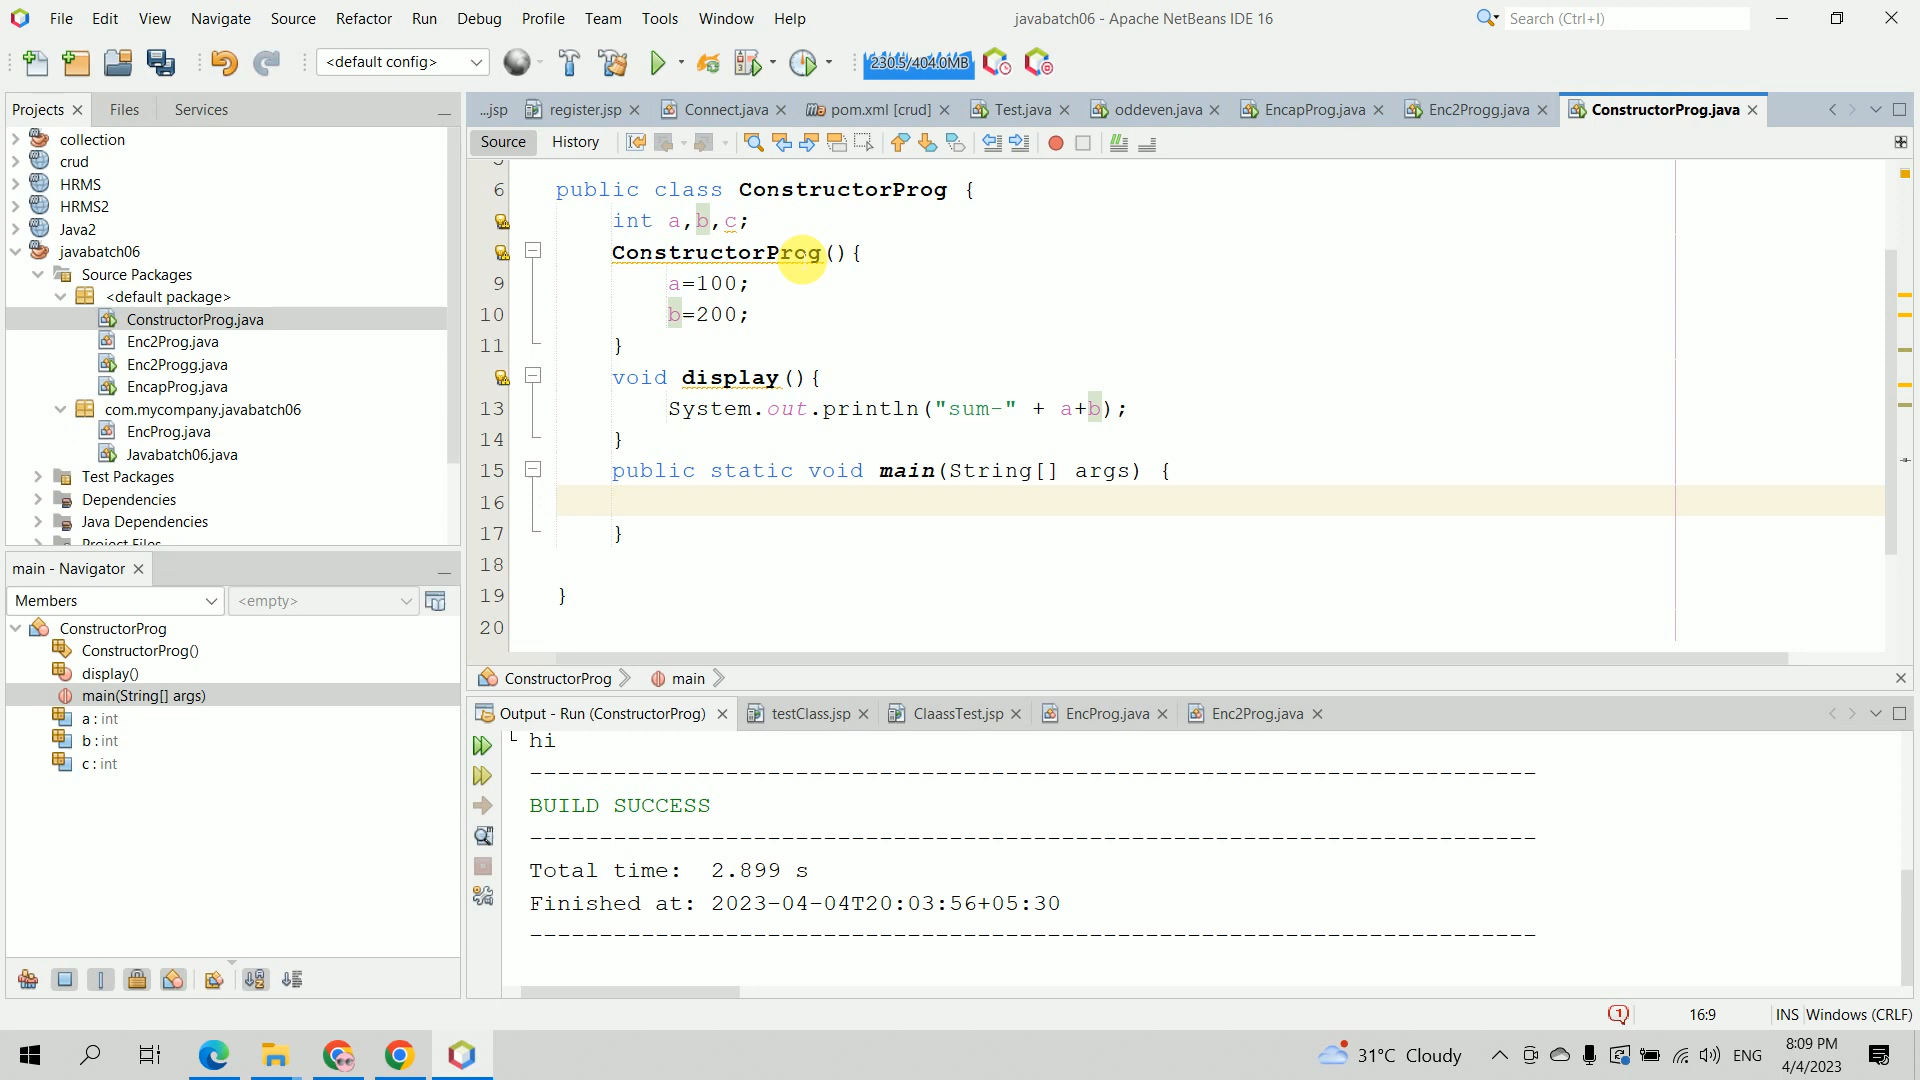 File Edit View Navigate Source Refactor Run Debug Profile Team Tools Window Help
javabatch06 - Apache NetBeans IDE 16
Search (Ctrl+I)
<default config>
230.5/404.0MB
Projects Files Services
...jsp register.jsp Connect.java pom.xml [crud] Test.java oddeven.java EncapProg.java Enc2Progg.java ConstructorProg.java
Source History
collection
crud
HRMS
HRMS2
Java2
javabatch06
Source Packages
<default package>
ConstructorProg.java
Enc2Prog.java
Enc2Progg.java
EncapProg.java
com.mycompany.javabatch06
EncProg.java
Javabatch06.java
Test Packages
Dependencies
Java Dependencies
Project Files
6 public class ConstructorProg {
int a,b,c;
ConstructorProg(){
9 a=100;
10 b=200;
11 }
void display(){
13 System.out.println("sum-" + a+b);
14 }
15 public static void main(String[] args) {
16
17 }
18
19 }
20
ConstructorProg main
main - Navigator
Members <empty>
ConstructorProg
ConstructorProg()
display()
main(String[] args)
a : int
b : int
c : int
Output - Run (ConstructorProg) testClass.jsp ClaassTest.jsp EncProg.java Enc2Prog.java
hi
------------------------------------------------------------------------
BUILD SUCCESS
------------------------------------------------------------------------
Total time:  2.899 s
Finished at: 2023-04-04T20:03:56+05:30
------------------------------------------------------------------------
1 16:9 INS Windows (CRLF)
31°C Cloudy
ENG
8:09 PM
4/4/2023